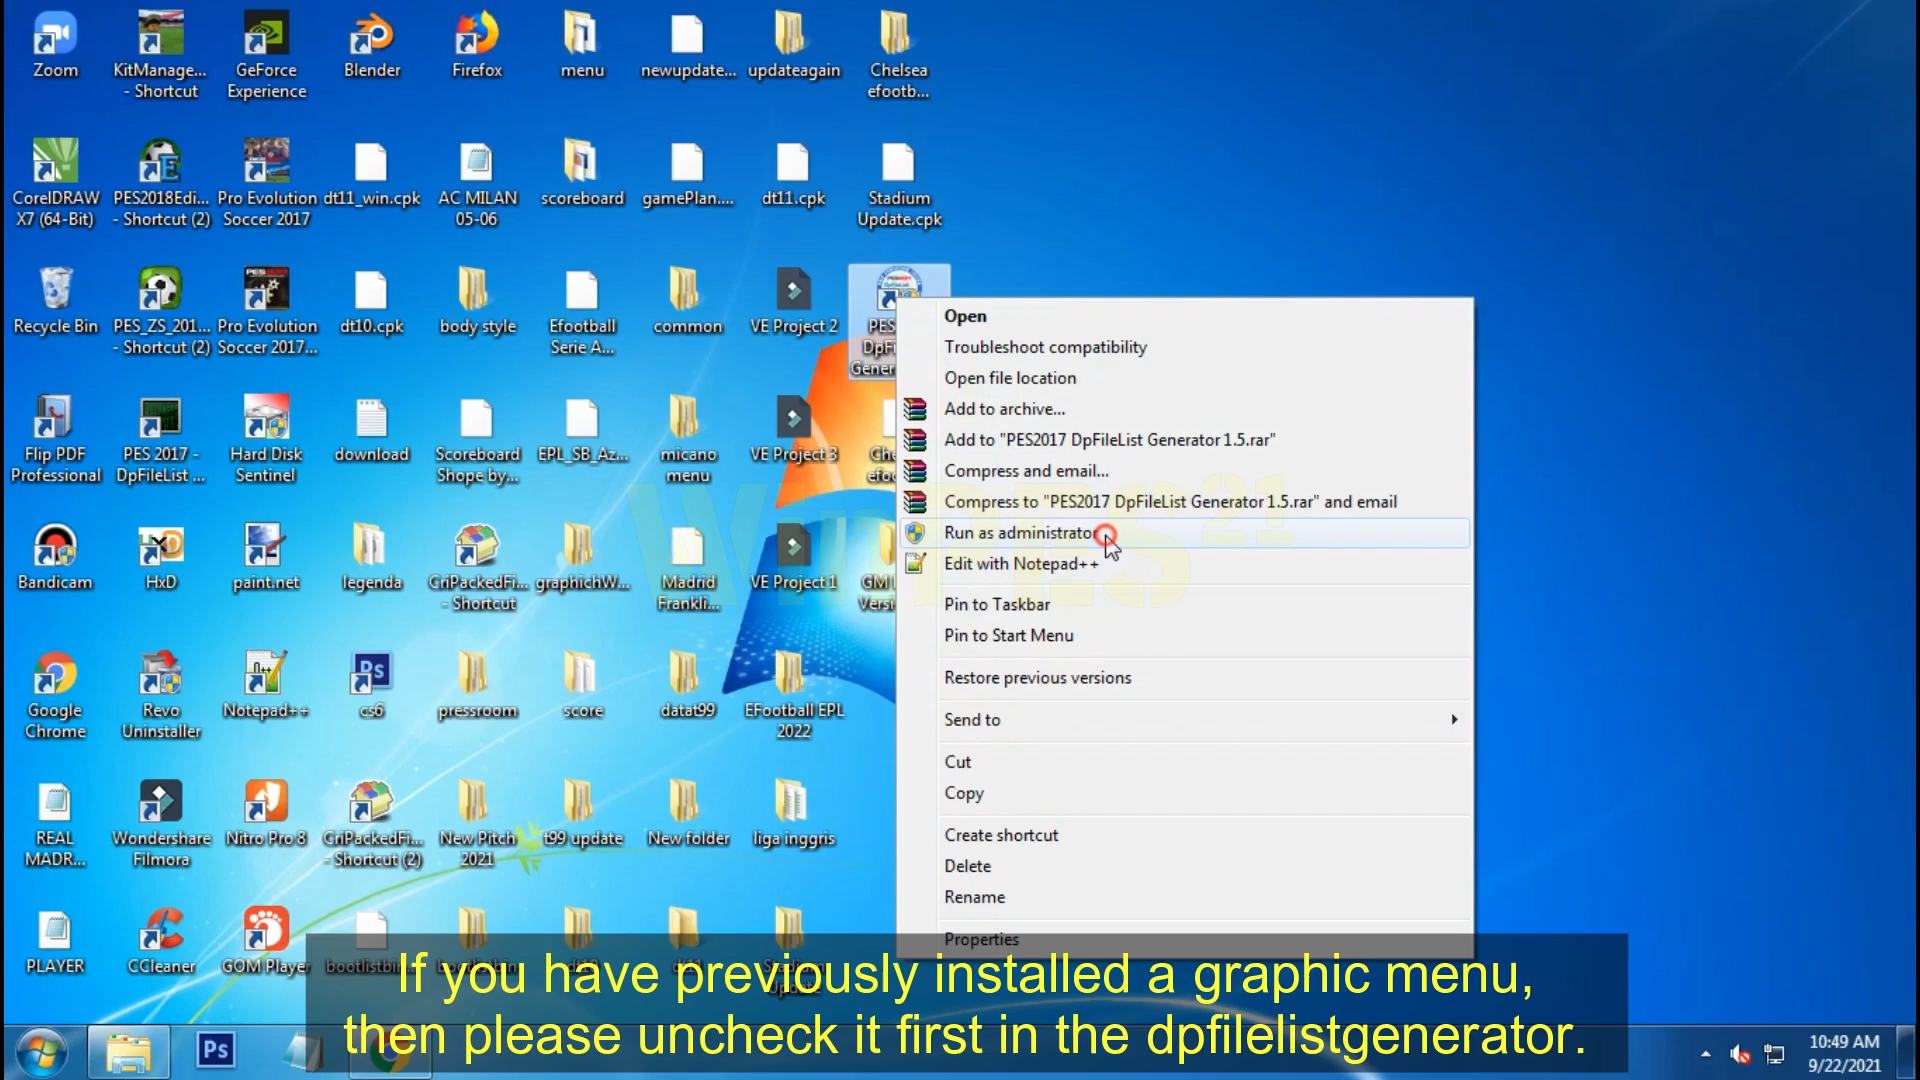 Zoom
KitManage...
- Shortcut
GeForce
Experience
Blender
Firefox
menu
newupdate...
updateagain
Chelsea
efootb...
CorelDRAW
X7 (64-Bit)
PES2018Edi...
- Shortcut (2)
Pro Evolution
Soccer 2017
dt11_win.cpk
AC MILAN
05-06
scoreboard
gamePlan....
dt11.cpk
Stadium
Update.cpk
Recycle Bin
PES_ZS_201...
- Shortcut (2)
Pro Evolution
Soccer 2017...
dt10.cpk
body style
Efootball
Serie A...
common
VE Project 2
Flip PDF
Professional
PES 2017 -
DpFileList ...
Hard Disk
Sentinel
download
Scoreboard
Shope by...
EPL_SB_Az...
micano
menu
VE Project 3
Bandicam
HxD
paint.net
legenda
CriPackedFi...
- Shortcut
graphichW...
Madrid
Frankli...
VE Project 1
Google
Chrome
Revo
Uninstaller
Notepad++
cs6
pressroom
score
datat99
EFootball EPL
2022
REAL
MADR...
Wondershare
Filmora
Nitro Pro 8
CriPackedFi...
- Shortcut (2)
New Pitch
2021
t99 update
New folder
liga inggris
PLAYER
CCleaner
GOM Player
bootlistbin...
Open
Troubleshoot compatibility
Open file location
Add to archive...
Add to "PES2017 DpFileList Generator 1.5.rar"
Compress and email...
Compress to "PES2017 DpFileList Generator 1.5.rar" and email
Run as administrator
Edit with Notepad++
Pin to Taskbar
Pin to Start Menu
Restore previous versions
Send to
Cut
Copy
Create shortcut
Delete
Rename
Properties
WinPES21
If you have previously installed a graphic menu,
then please uncheck it first in the dpfilelistgenerator.
Ps
10:49 AM
9/22/2021